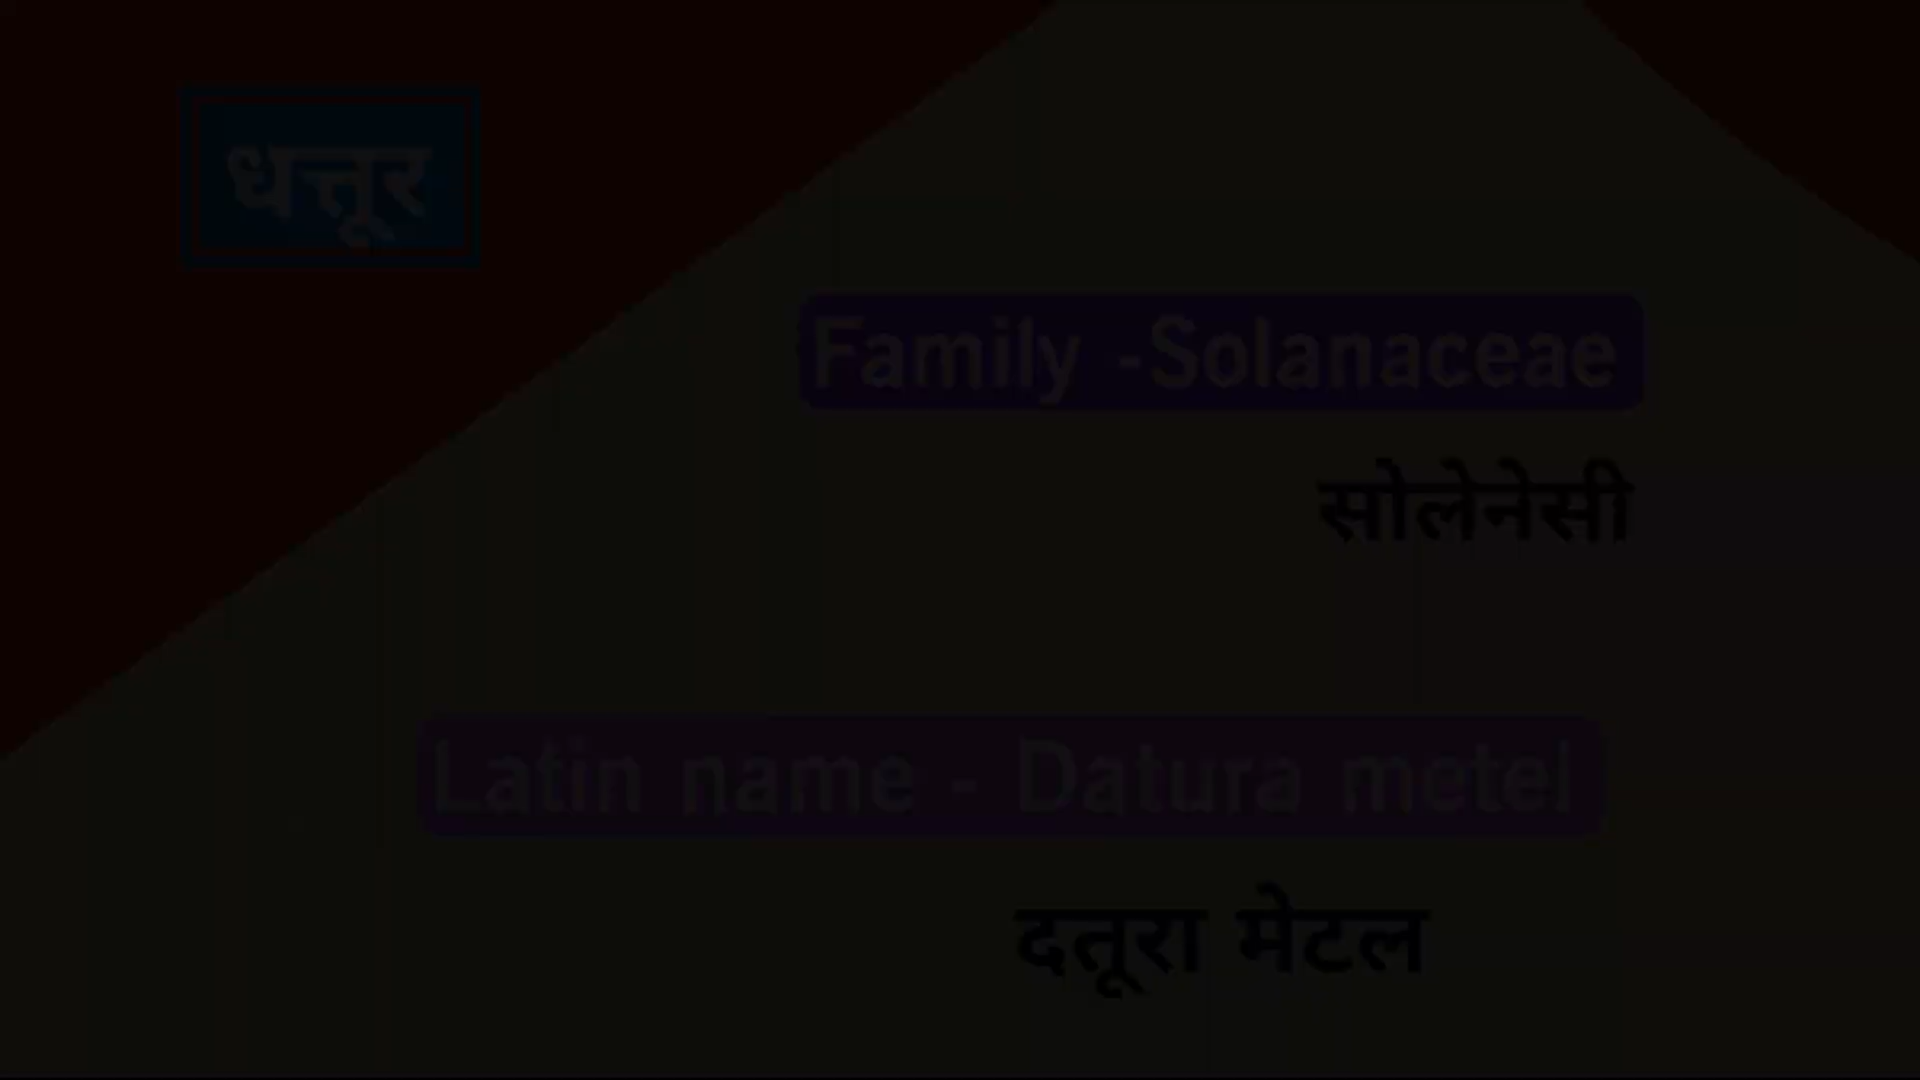 धत्तूर
Family -Solanaceae
सोलेनेसी
Latin name - Datura metel
दतूरा मेटल